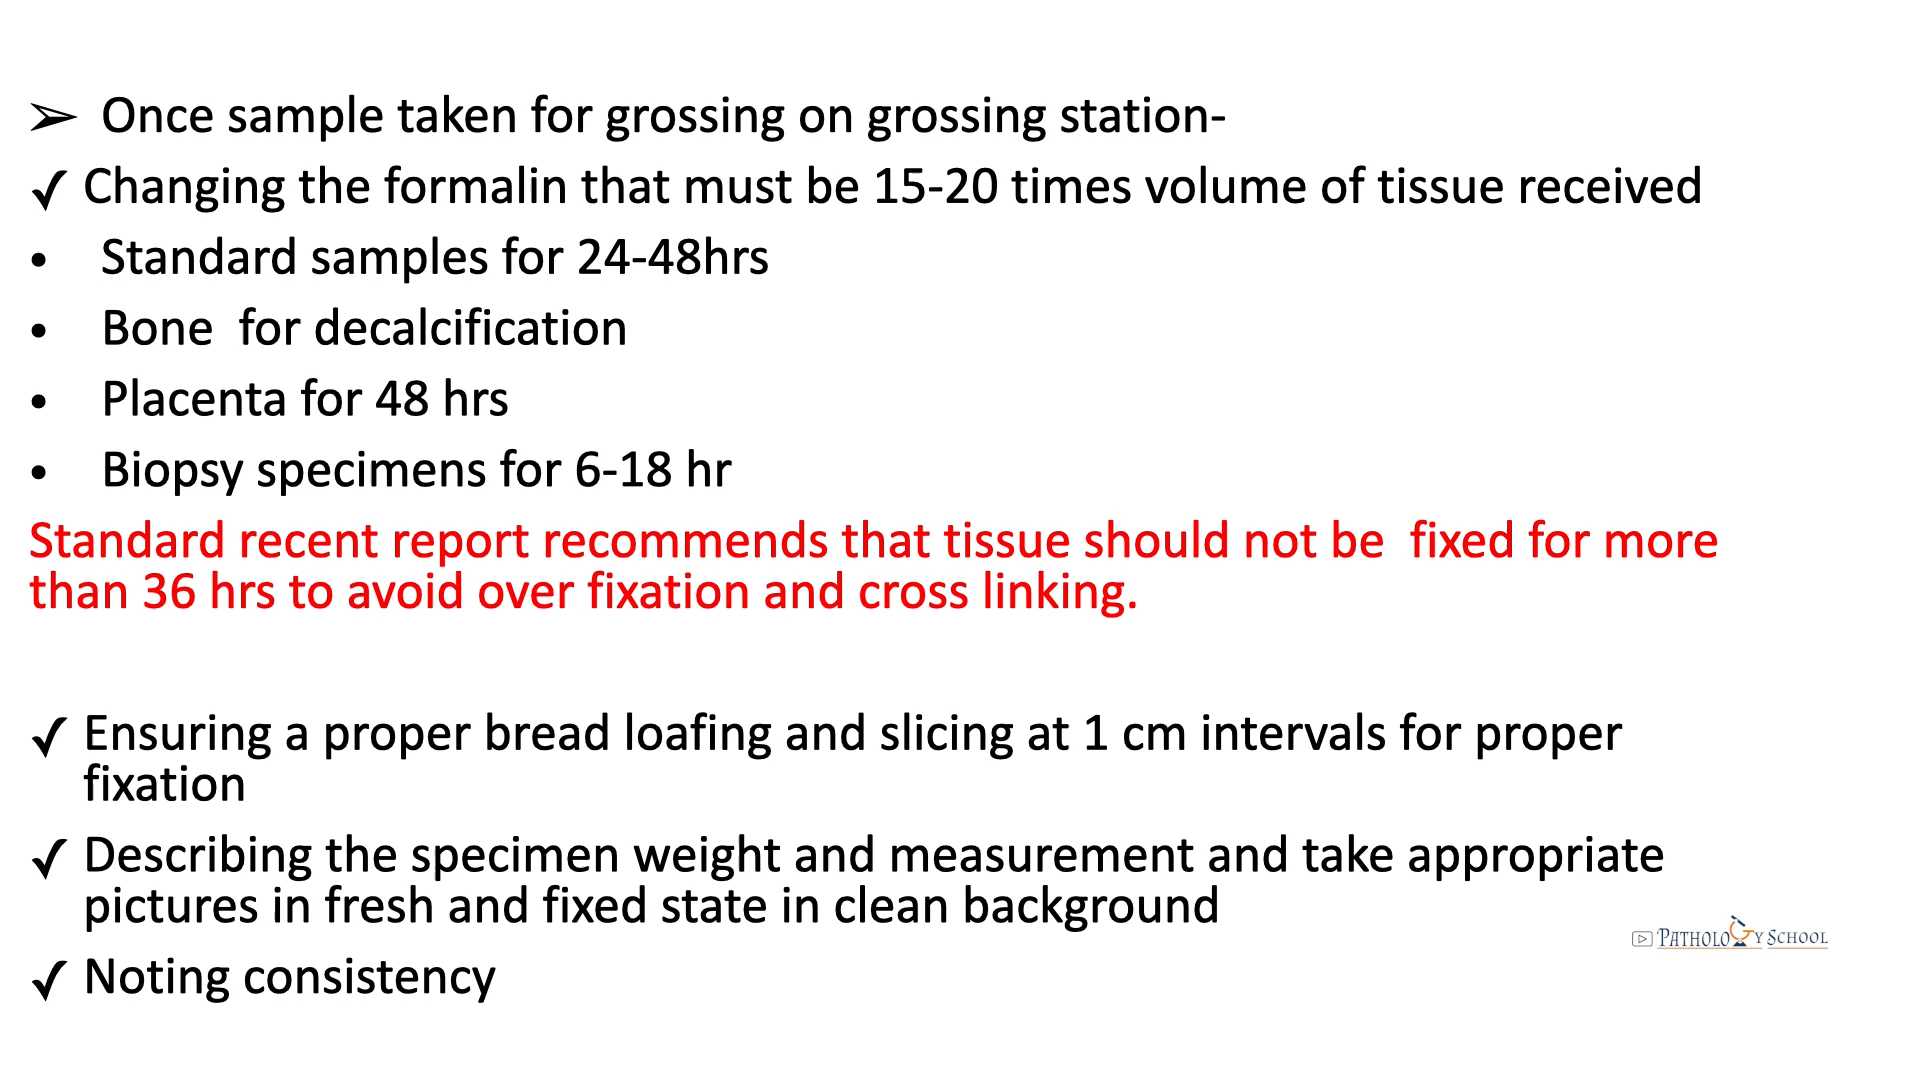 ➢ Once sample taken for grossing on grossing station-
✓ Changing the formalin that must be 15-20 times volume of tissue received
• Standard samples for 24-48hrs
• Bone  for decalcification
• Placenta for 48 hrs
• Biopsy specimens for 6-18 hr
Standard recent report recommends that tissue should not be  fixed for more
than 36 hrs to avoid over fixation and cross linking.
✓ Ensuring a proper bread loafing and slicing at 1 cm intervals for proper
fixation
✓ Describing the specimen weight and measurement and take appropriate
pictures in fresh and fixed state in clean background
PATHOLOGY SCHOOL
✓ Noting consistency